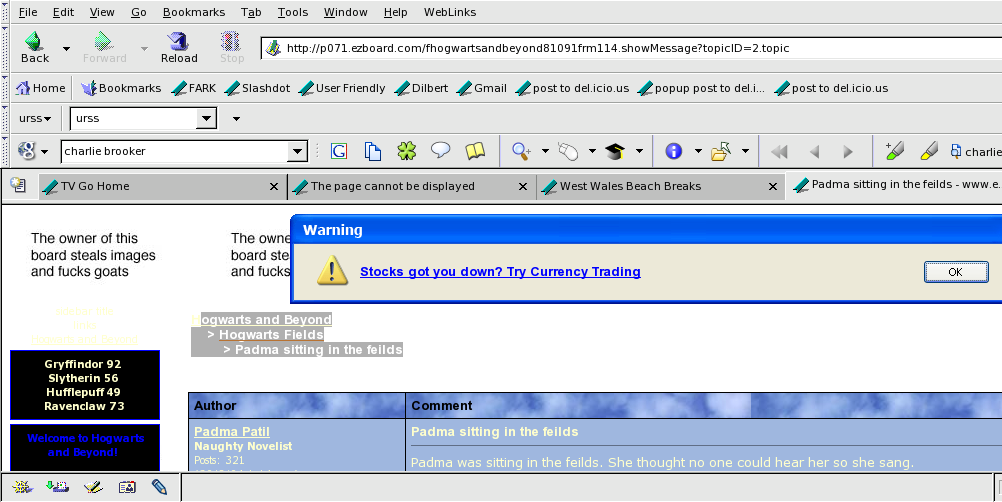 File Edit View Go Bookmarks Tab Tools Window Help WebLinks
Back Forward Reload Stop http://p071.ezboard.com/fhogwartsandbeyond81091frm114.showMessage?topicID=2.topic
Home Bookmarks FARK Slashdot User Friendly Dilbert Gmail post to del.icio.us popup post to del.i... post to del.icio.us
urss urss
charlie brooker G charlie
TV Go Home The page cannot be displayed West Wales Beach Breaks Padma sitting in the feilds - www.e
The owner of this
board steals images
and fucks goats
The owne
board ste
and fucks
Warning
Stocks got you down? Try Currency Trading
OK
Hogwarts and Beyond
> Hogwarts Fields
> Padma sitting in the feilds
Gryffindor 92
Slytherin 56
Hufflepuff 49
Ravenclaw 73
Welcome to Hogwarts
and Beyond!
Author Comment
Padma Patil
Naughty Novelist
Posts: 321
Padma sitting in the feilds
Padma was sitting in the feilds. She thought no one could hear her so she sang.